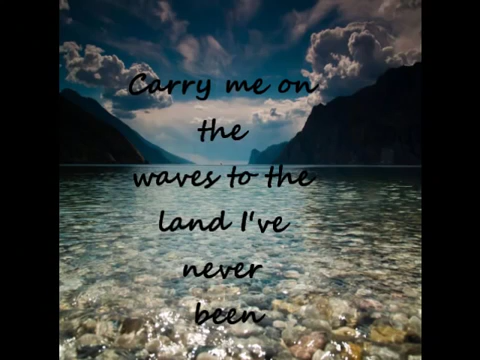 Carry me on
the
waves to the
land I've
never
been